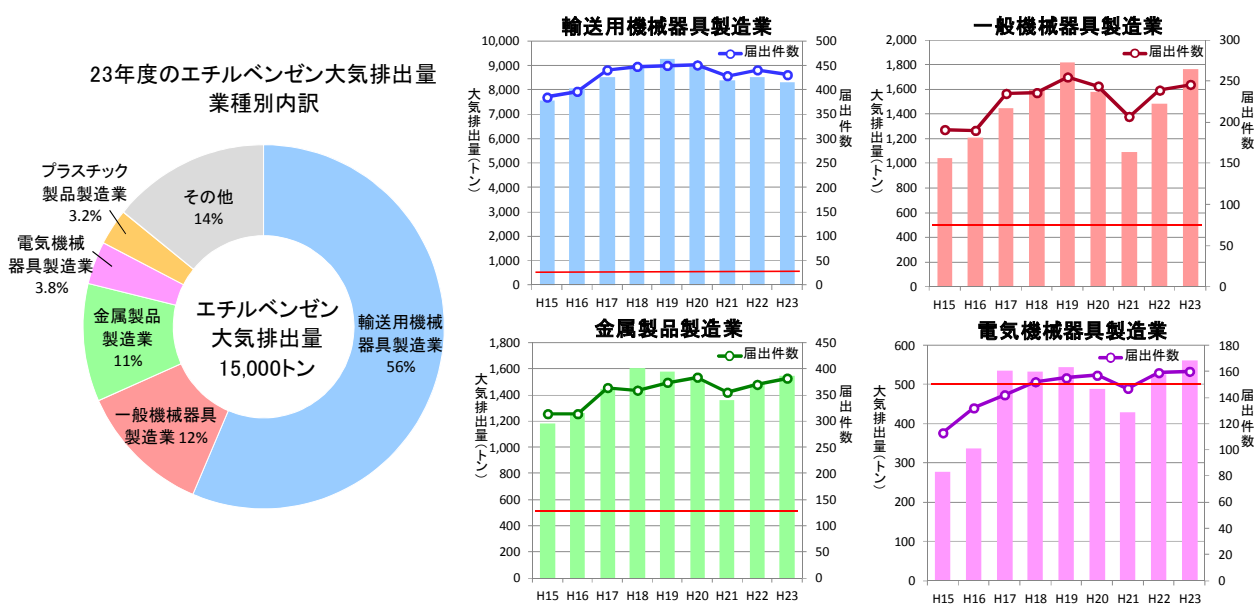 23年度のエチルベンゼン大気排出量
業種別内訳
プラスチック
製品製造業
3.2%
その他
14%
電気機械
器具製造業
3.8%
金属製品
製造業
11%
エチルベンゼン
大気排出量
15,000トン
輸送用機械
器具製造業
56%
一般機械器具
製造業 12%
輸送用機械器具製造業
届出件数
大気排出量(トン)
届出件数
10,000
9,000
8,000
7,000
6,000
5,000
4,000
3,000
2,000
1,000
0
500
450
400
350
300
250
200
150
100
50
0
H15 H16 H17 H18 H19 H20 H21 H22 H23
一般機械器具製造業
届出件数
大気排出量(トン)
届出件数
2,000
1,800
1,600
1,400
1,200
1,000
800
600
400
200
0
300
250
200
150
100
50
0
H15 H16 H17 H18 H19 H20 H21 H22 H23
金属製品製造業
届出件数
大気排出量(トン)
届出件数
1,800
1,600
1,400
1,200
1,000
800
600
400
200
0
450
400
350
300
250
200
150
100
50
0
H15 H16 H17 H18 H19 H20 H21 H22 H23
電気機械器具製造業
届出件数
大気排出量(トン)
届出件数
600
500
400
300
200
100
0
180
160
140
120
100
80
60
40
20
0
H15 H16 H17 H18 H19 H20 H21 H22 H23